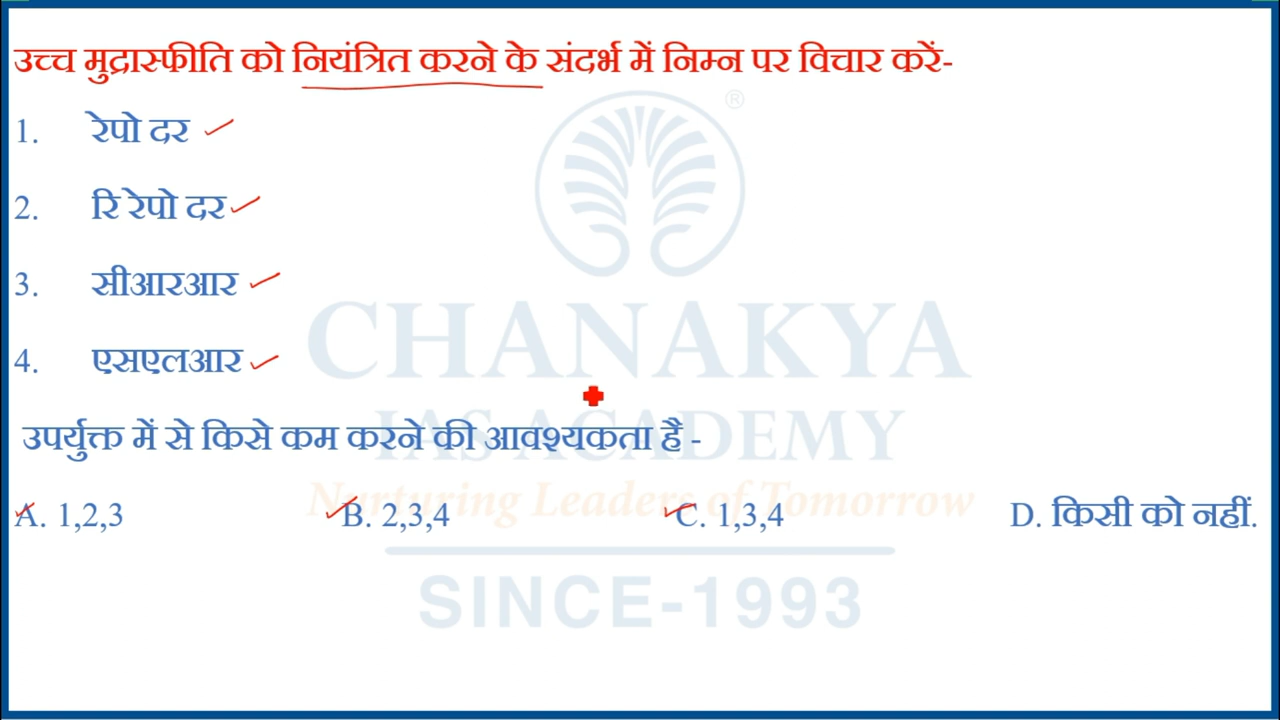 उच्च मुद्रास्फीति को नियंत्रित करने के संदर्भ में निम्न पर विचार करें-
1. रेपो दर
2. रि रेपो दर
3. सीआरआर
4. एसएलआर
उपर्युक्त में से किसे कम करने की आवश्यकता है -
A. 1,2,3 B. 2,3,4 C. 1,3,4 D. किसी को नहीं.
CHANAKYA
IAS ACADEMY
Nurturing Leaders of Tomorrow
SINCE-1993
®